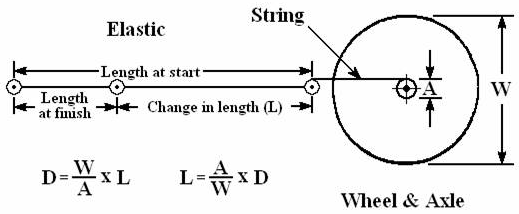 Elastic
String
Length at start
Length
at finish
Change in length (L)
A
W
D = W/A x L
L = A/W x D
Wheel & Axle